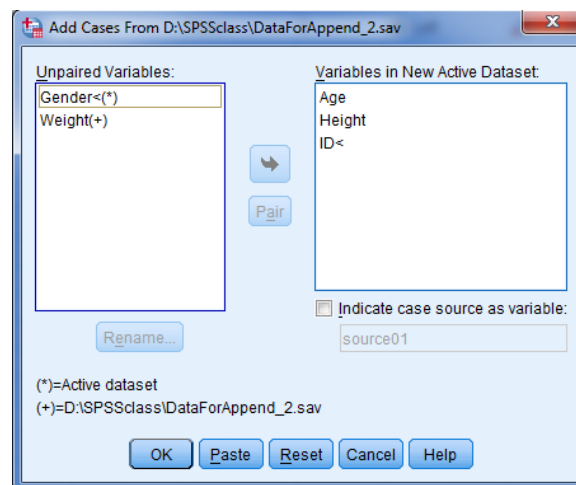 Add Cases From D:\SPSSclass\DataForAppend_2.sav
Unpaired Variables:
Gender<(*)
Weight(+)
Pair
Variables in New Active Dataset:
Age
Height
ID<
Indicate case source as variable:
source01
Rename...
(*)=Active dataset
(+)=D:\SPSSclass\DataForAppend_2.sav
OK Paste Reset Cancel Help